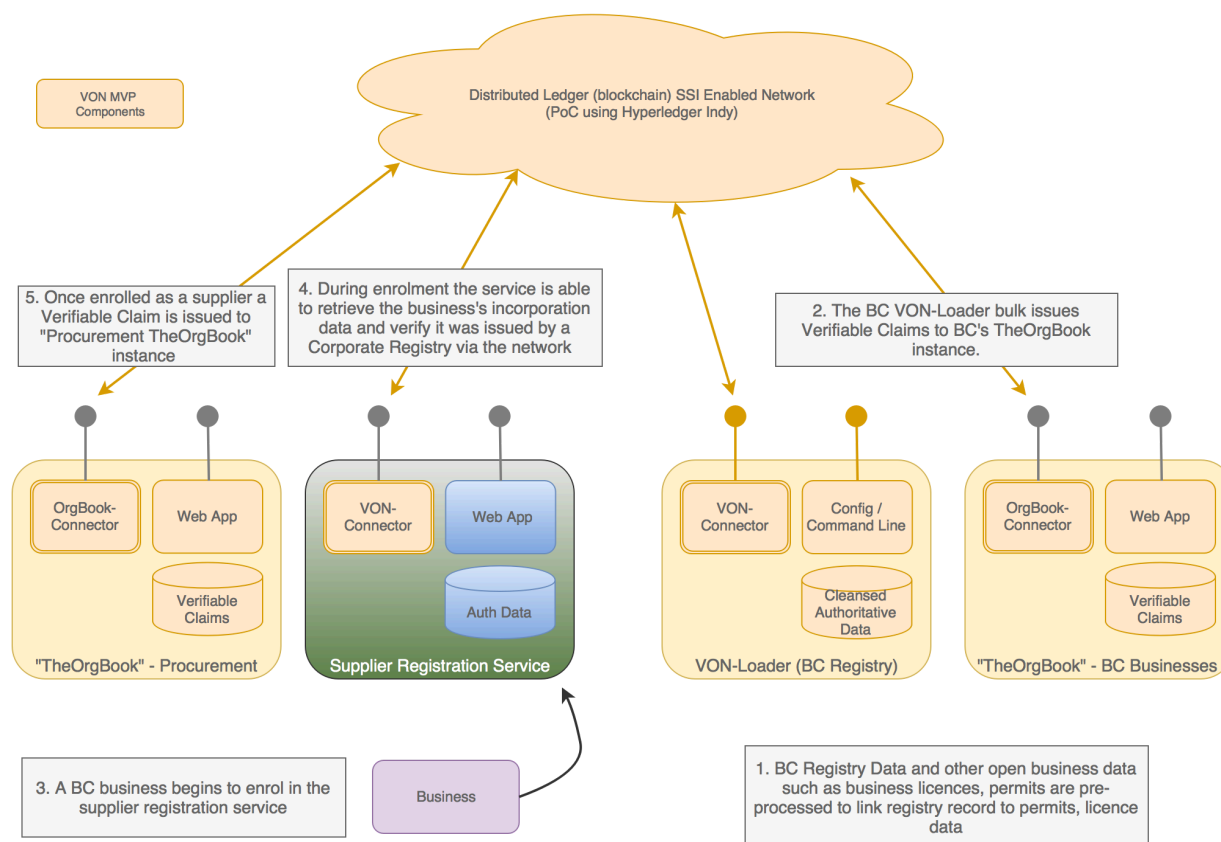 Distributed Ledger (blockchain) SSI Enabled Network
(PoC using Hyperledger Indy)
VON MVP
Components
5. Once enrolled as a supplier a
Verifiable Claim is issued to
"Procurement TheOrgBook"
instance
4. During enrolment the service is able
to retrieve the business's incorporation
data and verify it was issued by a
Corporate Registry via the network
2. The BC VON-Loader bulk issues
Verifiable Claims to BC's TheOrgBook
instance.
OrgBook-
Connector
Web App
Verifiable
Claims
"TheOrgBook" - Procurement
VON-
Connector
Web App
Auth Data
Supplier Registration Service
VON-
Connector
Config /
Command Line
Cleansed
Authoritative
Data
VON-Loader (BC Registry)
OrgBook-
Connector
Web App
Verifiable
Claims
"TheOrgBook" - BC Businesses
3. A BC business begins to enrol in the
supplier registration service
Business
1. BC Registry Data and other open business data
such as business licences, permits are pre-
processed to link registry record to permits, licence
data